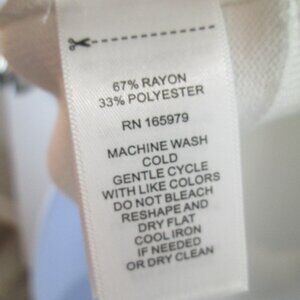 67% RAYON
33% POLYESTER
RN 165979
MACHINE WASH
COLD
GENTLE CYCLE
WITH LIKE COLORS
DO NOT BLEACH
RESHAPE AND
DRY FLAT
COOL IRON
IF NEEDED
OR DRY CLEAN